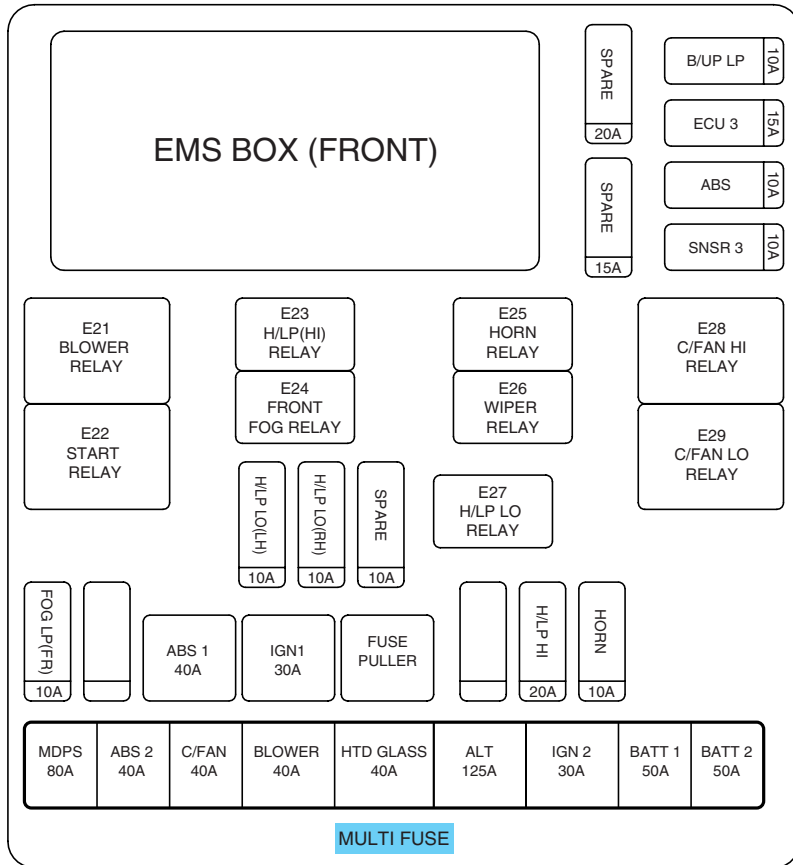 EMS BOX (FRONT)
SPARE
20A
B/UP LP
10A
ECU 3
15A
SPARE
15A
ABS
10A
SNSR 3
10A
E21
BLOWER
RELAY
E23
H/LP(HI)
RELAY
E25
HORN
RELAY
E28
C/FAN HI
RELAY
E22
START
RELAY
E24
FRONT
FOG RELAY
E26
WIPER
RELAY
E29
C/FAN LO
RELAY
H/LP LO(LH)
10A
H/LP LO(RH)
10A
SPARE
10A
E27
H/LP LO
RELAY
FOG LP(FR)
10A
ABS 1
40A
IGN1
30A
FUSE
PULLER
H/LP HI
20A
HORN
10A
MDPS
80A
ABS 2
40A
C/FAN
40A
BLOWER
40A
HTD GLASS
40A
ALT
125A
IGN 2
30A
BATT 1
50A
BATT 2
50A
MULTI FUSE